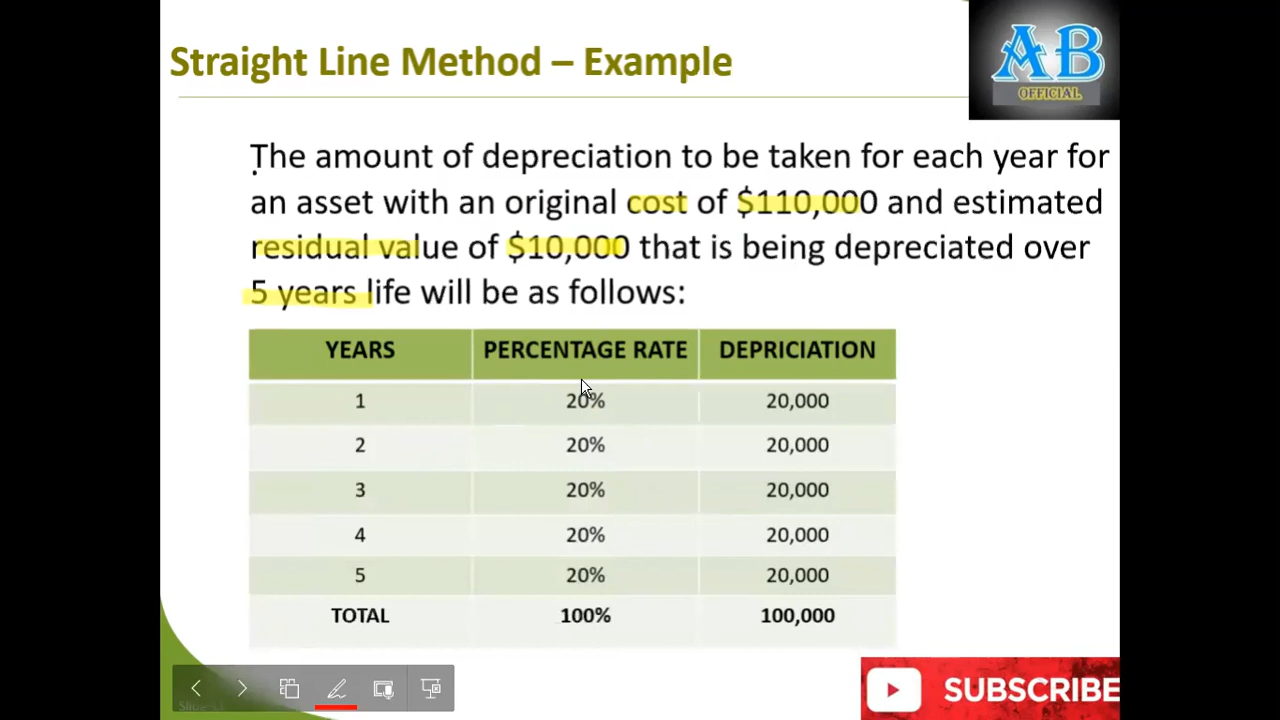 Straight Line Method – Example
AB
OFFICIAL
The amount of depreciation to be taken for each year for
an asset with an original cost of $110,000 and estimated
residual value of $10,000 that is being depreciated over
5 years life will be as follows:
YEARS PERCENTAGE RATE DEPRICIATION
1 20% 20,000
2 20% 20,000
3 20% 20,000
4 20% 20,000
5 20% 20,000
TOTAL 100% 100,000
SUBSCRIBE